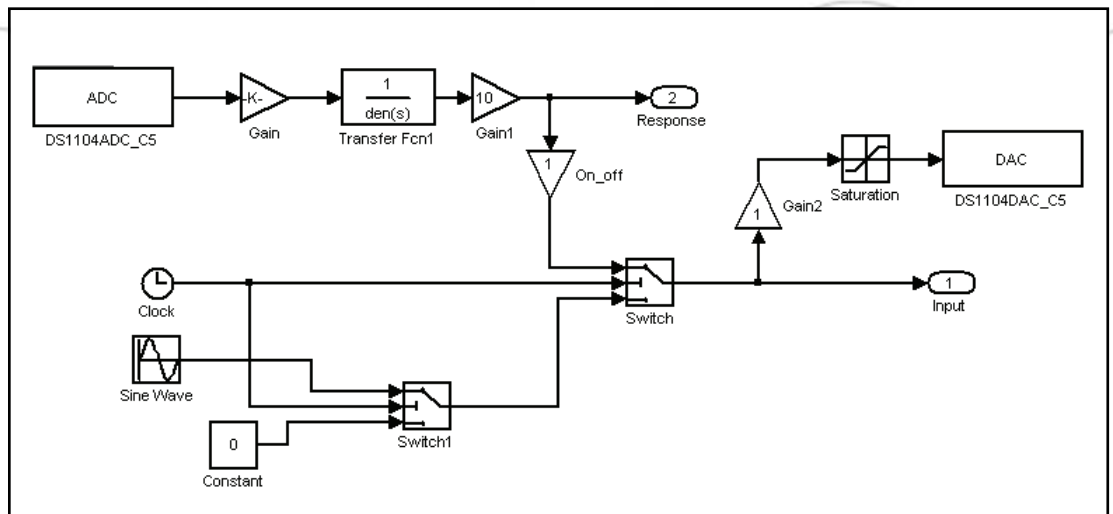 ADC
DS1104ADC_C5
-K-
Gain
1
den(s)
Transfer Fcn1
10
Gain1
2
Response
1
On_off
1
Gain2
Saturation
DAC
DS1104DAC_C5
Clock
Switch
1
Input
Sine Wave
Switch1
0
Constant